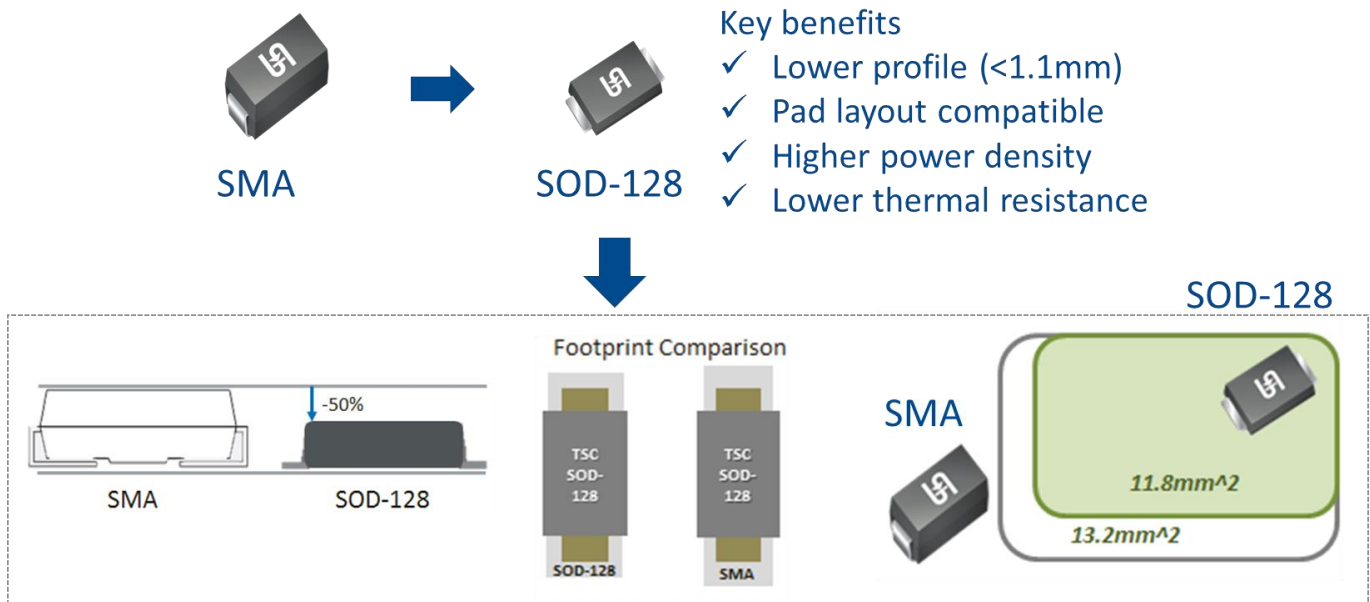 Key benefits
✓ Lower profile (<1.1mm)
✓ Pad layout compatible
✓ Higher power density
✓ Lower thermal resistance
SMA
SOD-128
SOD-128
-50%
SMA
SOD-128
Footprint Comparison
TSC
SOD-
128
SOD-128
TSC
SOD-
128
SMA
SMA
11.8mm^2
13.2mm^2